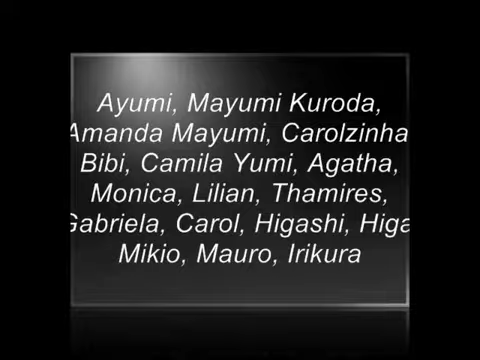 Ayumi, Mayumi Kuroda,
Amanda Mayumi, Carolzinha
Bibi, Camila Yumi, Agatha,
Monica, Lilian, Thamires,
Gabriela, Carol, Higashi, Higa
Mikio, Mauro, Irikura